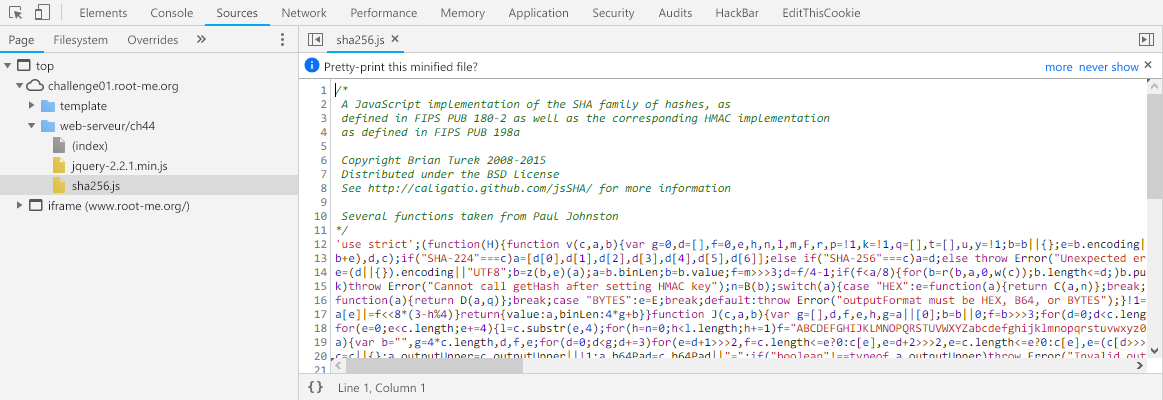 Elements Console Sources Network Performance Memory Application Security Audits HackBar EditThisCookie
Page Filesystem Overrides »
sha256.js ×
Pretty-print this minified file? more never show ×
top
challenge01.root-me.org
template
web-serveur/ch44
(index)
jquery-2.2.1.min.js
sha256.js
iframe (www.root-me.org/)
1 /*
2 A JavaScript implementation of the SHA family of hashes, as
3 defined in FIPS PUB 180-2 as well as the corresponding HMAC implementation
4 as defined in FIPS PUB 198a
5
6 Copyright Brian Turek 2008-2015
7 Distributed under the BSD License
8 See http://caligatio.github.com/jsSHA/ for more information
9
10 Several functions taken from Paul Johnston
11 */
12 'use strict';(function(H){function v(c,a,b){var g=0,d=[],f=0,e,h,n,l,m,F,r,p=!1,k=!1,q=[],t=[],u,y=!1;b=b||{};e=b.encoding|
13 b+e),d,c);if("SHA-224"===c)a=[d[0],d[1],d[2],d[3],d[4],d[5],d[6]];else if("SHA-256"===c)a=d;else throw Error("Unexpected er
14 e=(d||{}).encoding||"UTF8";b=z(b,e)(a);a=b.binLen;b=b.value;f=m>>>3;d=f/4-1;if(f<a/8){for(b=r(b,a,0,w(c));b.length<=d;)b.pu
15 k)throw Error("Cannot call getHash after setting HMAC key");n=B(b);switch(a){case "HEX":e=function(a){return C(a,n)};break;
16 function(a){return D(a,q)};break;case "BYTES":e=E;break;default:throw Error("outputFormat must be HEX, B64, or BYTES");}!1=
17 a[e]|=f<<8*(3-h%4)}return{value:a,binLen:4*g+b}}function J(c,a,b){var g=[],d,f,e,h,g=a||[0];b=b||0;f=b>>>3;for(d=0;d<c.leng
18 for(e=0;e<c.length;e+=4){l=c.substr(e,4);for(h=n=0;h<l.length;h+=1)f="ABCDEFGHIJKLMNOPQRSTUVWXYZabcdefghijklmnopqrstuvwxyz0
19 a){var b="",g=4*c.length,d,f,e;for(d=0;d<g;d+=3)for(e=d+1>>>2,f=c.length<=e?0:c[e],e=d+2>>>2,e=c.length<=e?0:c[e],e=(c[d>>>
20 c=c||{};a.outputUpper=c.outputUpper||!1;a.b64Pad=c.b64Pad||"=";if("boolean"!==typeof a.outputUpper)throw Error("Invalid out
21
{} Line 1, Column 1